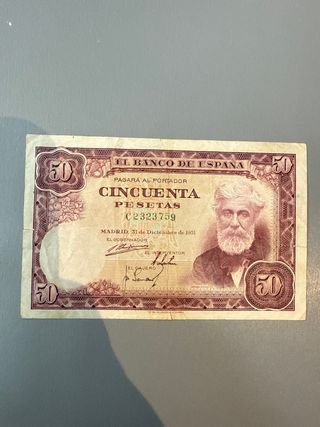 EL BANCO DE ESPAÑA
50
50
PAGARÁ AL PORTADOR
CINCUENTA
PESETAS
C2323759
MADRID, 31 de Diciembre de 1951
EL GOBERNADOR
EL INTERVENTOR
EL CAJERO
50
50